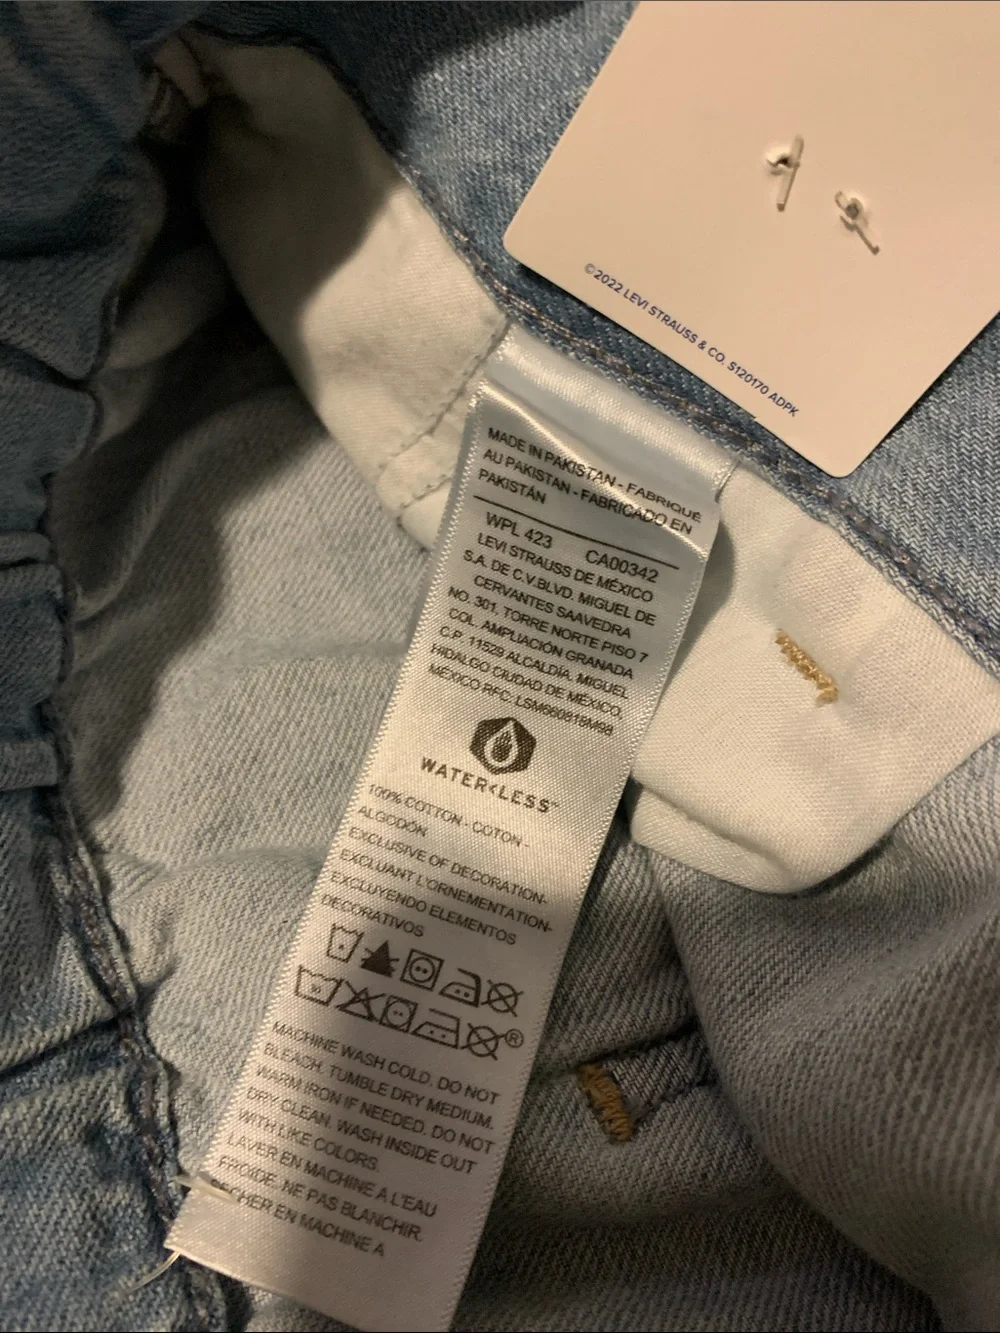 ©2022 LEVI STRAUSS & CO. S120170 ADPK
MADE IN PAKISTAN - FABRIQUÉ
AU PAKISTAN - FABRICADO EN
PAKISTÁN
WPL 423 CA00342
LEVI STRAUSS DE MÉXICO
S.A. DE C.V.BLVD. MIGUEL DE
CERVANTES SAAVEDRA
NO. 301, TORRE NORTE PISO 7
COL. AMPLIACIÓN GRANADA
C.P. 11529 ALCALDÍA. MIGUEL
HIDALGO CIUDAD DE MÉXICO,
MÉXICO RFC: LSM980818M98
WATER<LESS™
100% COTTON - COTON -
ALGODÓN
EXCLUSIVE OF DECORATION-
EXCLUANT L'ORNEMENTATION-
EXCLUYENDO ELEMENTOS
DECORATIVOS
®
MACHINE WASH COLD. DO NOT
BLEACH. TUMBLE DRY MEDIUM.
WARM IRON IF NEEDED. DO NOT
DRY CLEAN. WASH INSIDE OUT
WITH LIKE COLORS.
LAVER EN MACHINE A L'EAU
FROIDE. NE PAS BLANCHIR.
SÉCHER EN MACHINE A